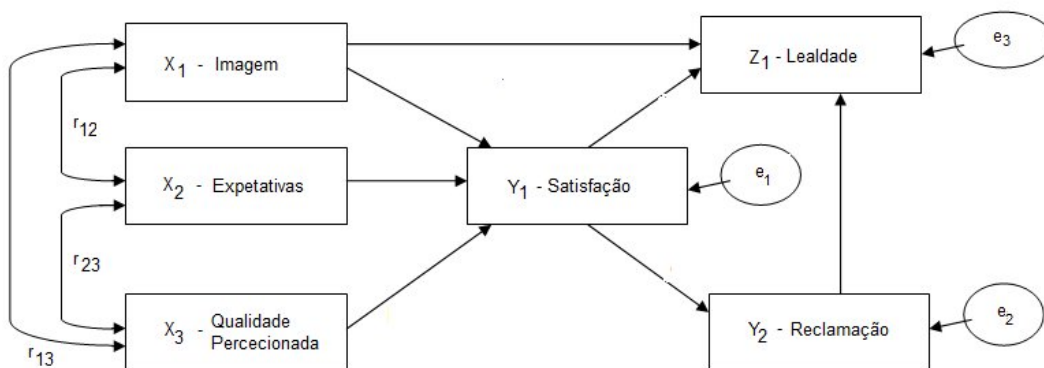 X1 - Imagem
Z1 - Lealdade
e3
r12
X2 - Expetativas
Y1 - Satisfação
e1
r23
X3 - Qualidade
Percecionada
Y2 - Reclamação
e2
r13